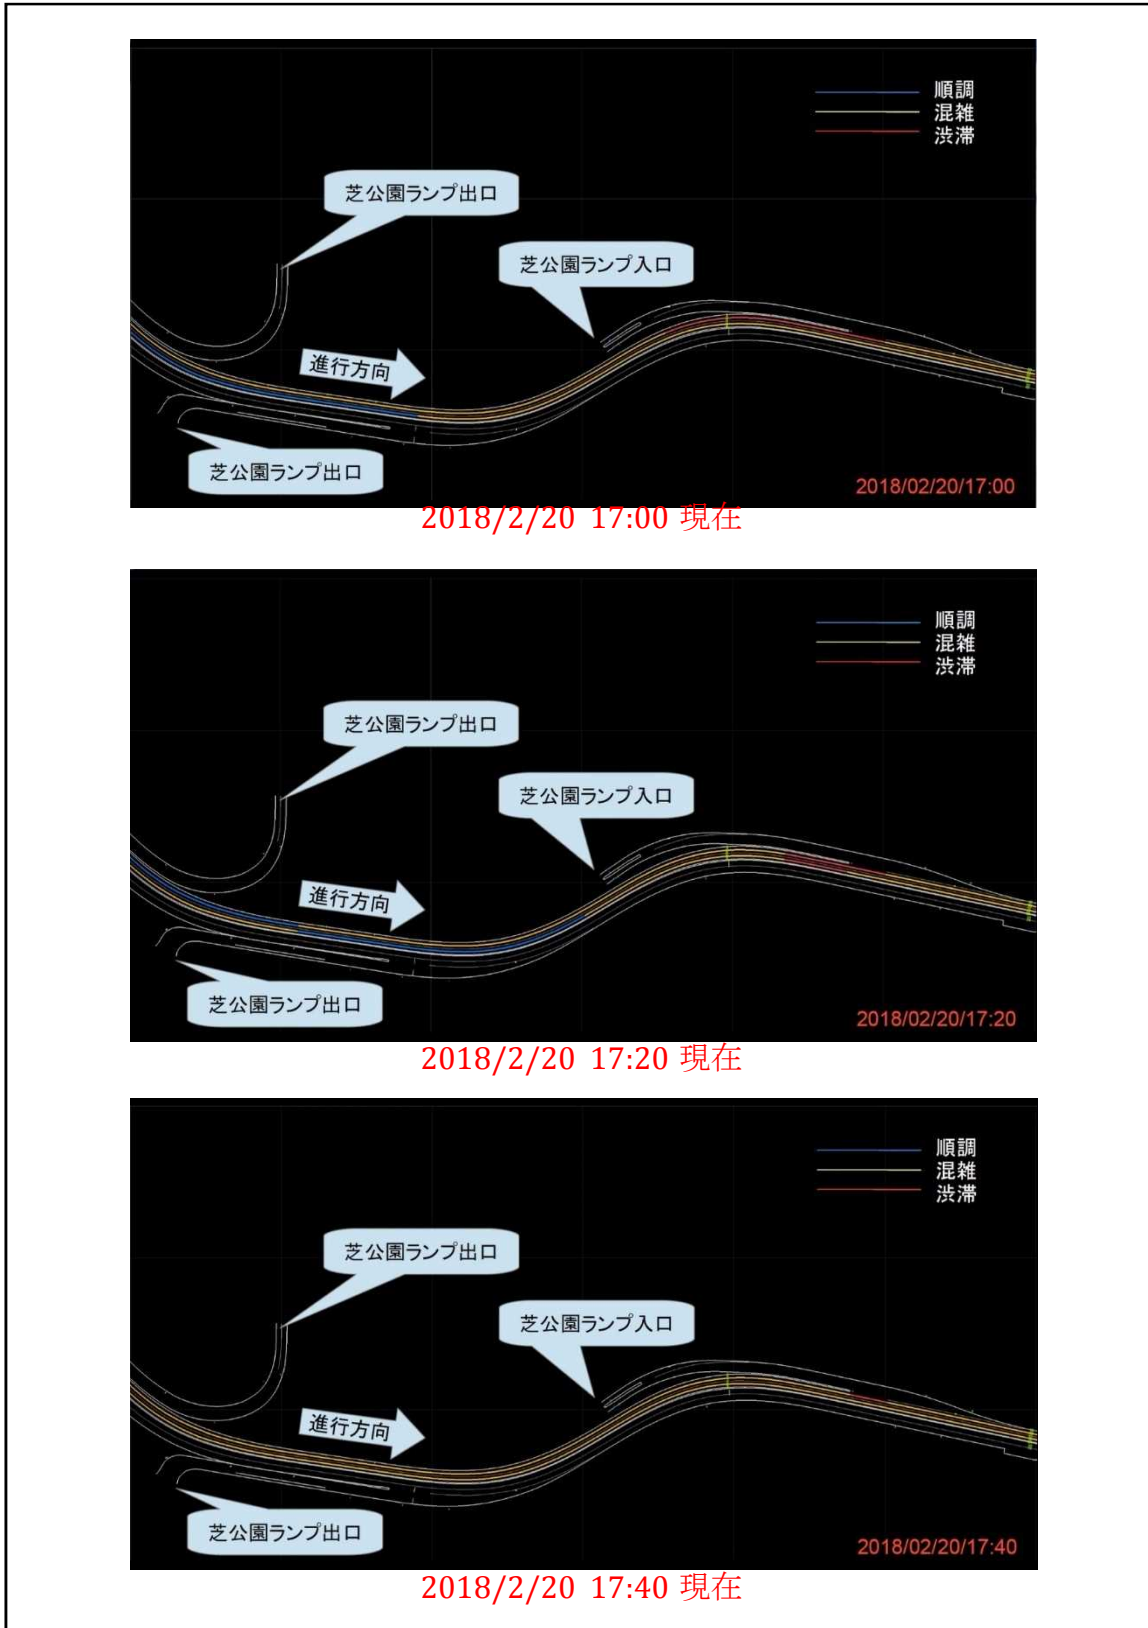 順調
混雑
渋滞
芝公園ランプ出口
芝公園ランプ入口
進行方向
芝公園ランプ出口
2018/02/20/17:00
2018/2/20 17:00 現在
順調
混雑
渋滞
芝公園ランプ出口
芝公園ランプ入口
進行方向
芝公園ランプ出口
2018/02/20/17:20
2018/2/20 17:20 現在
順調
混雑
渋滞
芝公園ランプ出口
芝公園ランプ入口
進行方向
芝公園ランプ出口
2018/02/20/17:40
2018/2/20 17:40 現在